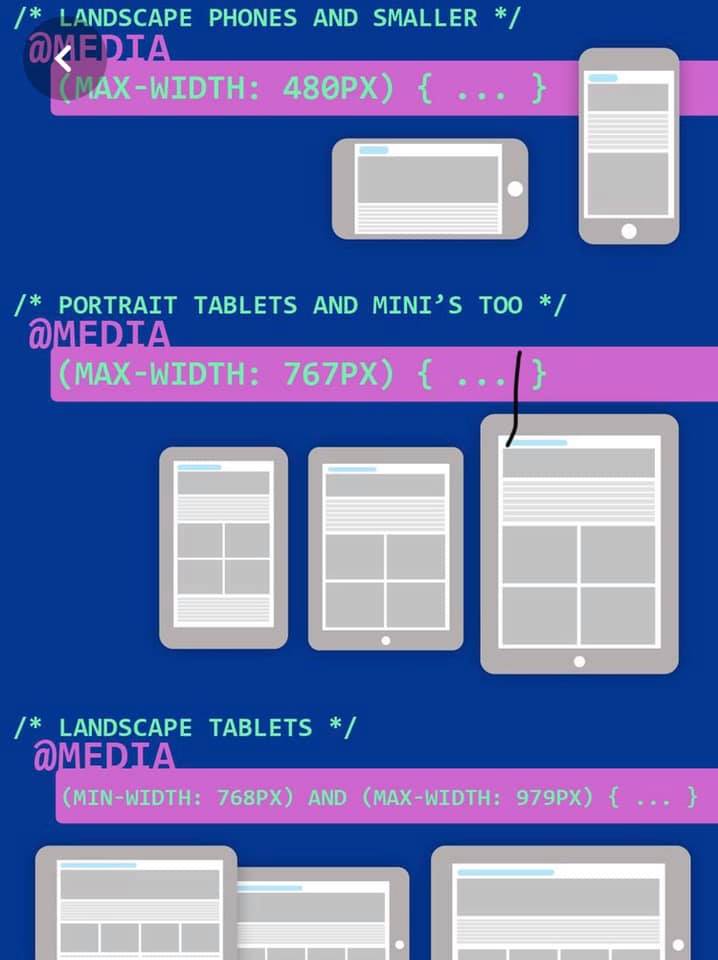 /* LANDSCAPE PHONES AND SMALLER */
@MEDIA
(MAX-WIDTH: 480PX) { ... }
/* PORTRAIT TABLETS AND MINI’S TOO */
@MEDIA
(MAX-WIDTH: 767PX) { ... }
/* LANDSCAPE TABLETS */
@MEDIA
(MIN-WIDTH: 768PX) AND (MAX-WIDTH: 979PX) { ... }